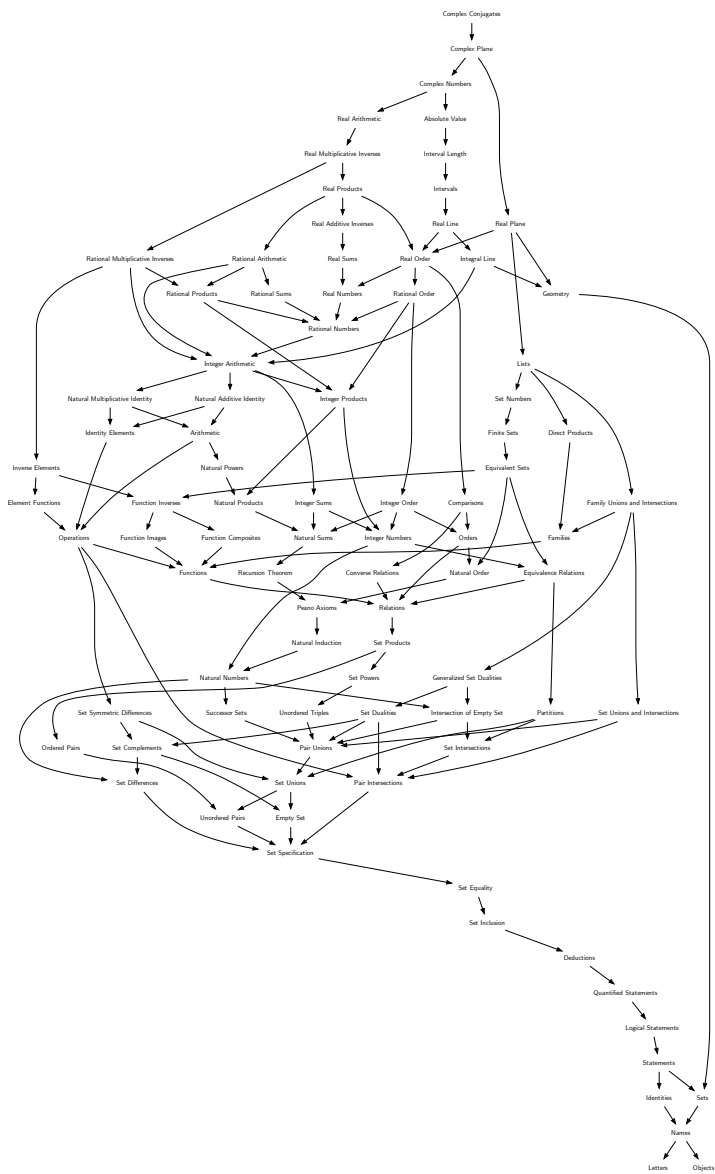 Complex Conjugates
Complex Plane
Complex Numbers
Real Arithmetic
Absolute Value
Real Multiplicative Inverses
Interval Length
Real Products
Intervals
Real Additive Inverses
Real Line
Real Plane
Rational Multiplicative Inverses
Rational Arithmetic
Real Sums
Real Order
Integral Line
Rational Products
Rational Sums
Real Numbers
Rational Order
Geometry
Rational Numbers
Integer Arithmetic
Lists
Natural Multiplicative Identity
Natural Additive Identity
Integer Products
Set Numbers
Identity Elements
Arithmetic
Finite Sets
Direct Products
Inverse Elements
Natural Powers
Equivalent Sets
Element Functions
Function Inverses
Natural Products
Integer Sums
Integer Order
Comparisons
Family Unions and Intersections
Operations
Function Images
Function Composites
Natural Sums
Integer Numbers
Orders
Families
Functions
Recursion Theorem
Converse Relations
Natural Order
Equivalence Relations
Peano Axioms
Relations
Natural Induction
Set Products
Natural Numbers
Set Powers
Generalized Set Dualities
Set Symmetric Differences
Successor Sets
Unordered Triples
Set Dualities
Intersection of Empty Set
Partitions
Set Unions and Intersections
Ordered Pairs
Set Complements
Pair Unions
Set Intersections
Set Differences
Set Unions
Pair Intersections
Unordered Pairs
Empty Set
Set Specification
Set Equality
Set Inclusion
Deductions
Quantified Statements
Logical Statements
Statements
Identities
Sets
Names
Letters
Objects